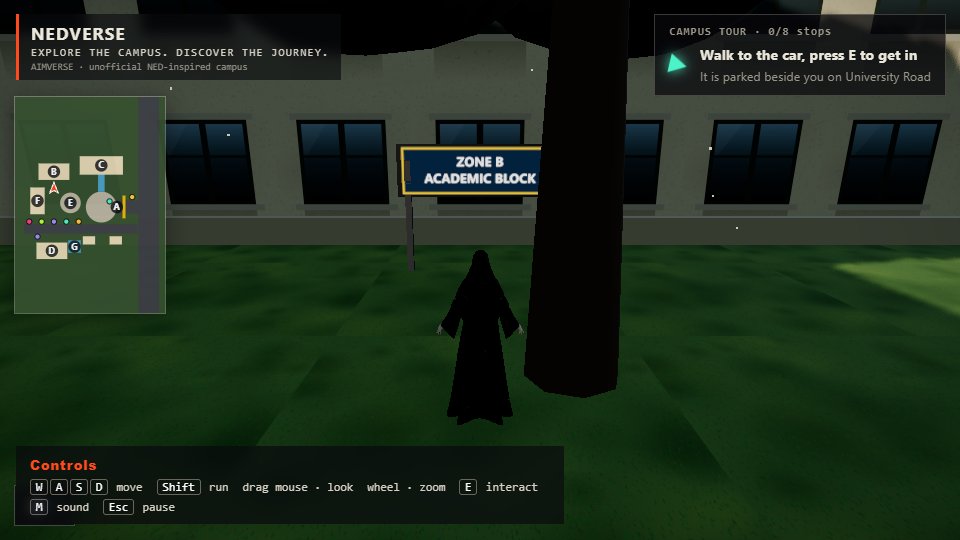 NEDVERSE
EXPLORE THE CAMPUS. DISCOVER THE JOURNEY.
AIMVERSE · unofficial NED-inspired campus
CAMPUS TOUR · 0/8 stops
Walk to the car, press E to get in
It is parked beside you on University Road
B
C
F
E
A
D
G
ZONE B
ACADEMIC BLOCK
Controls
W A S D move Shift run drag mouse · look wheel · zoom E interact
M sound Esc pause